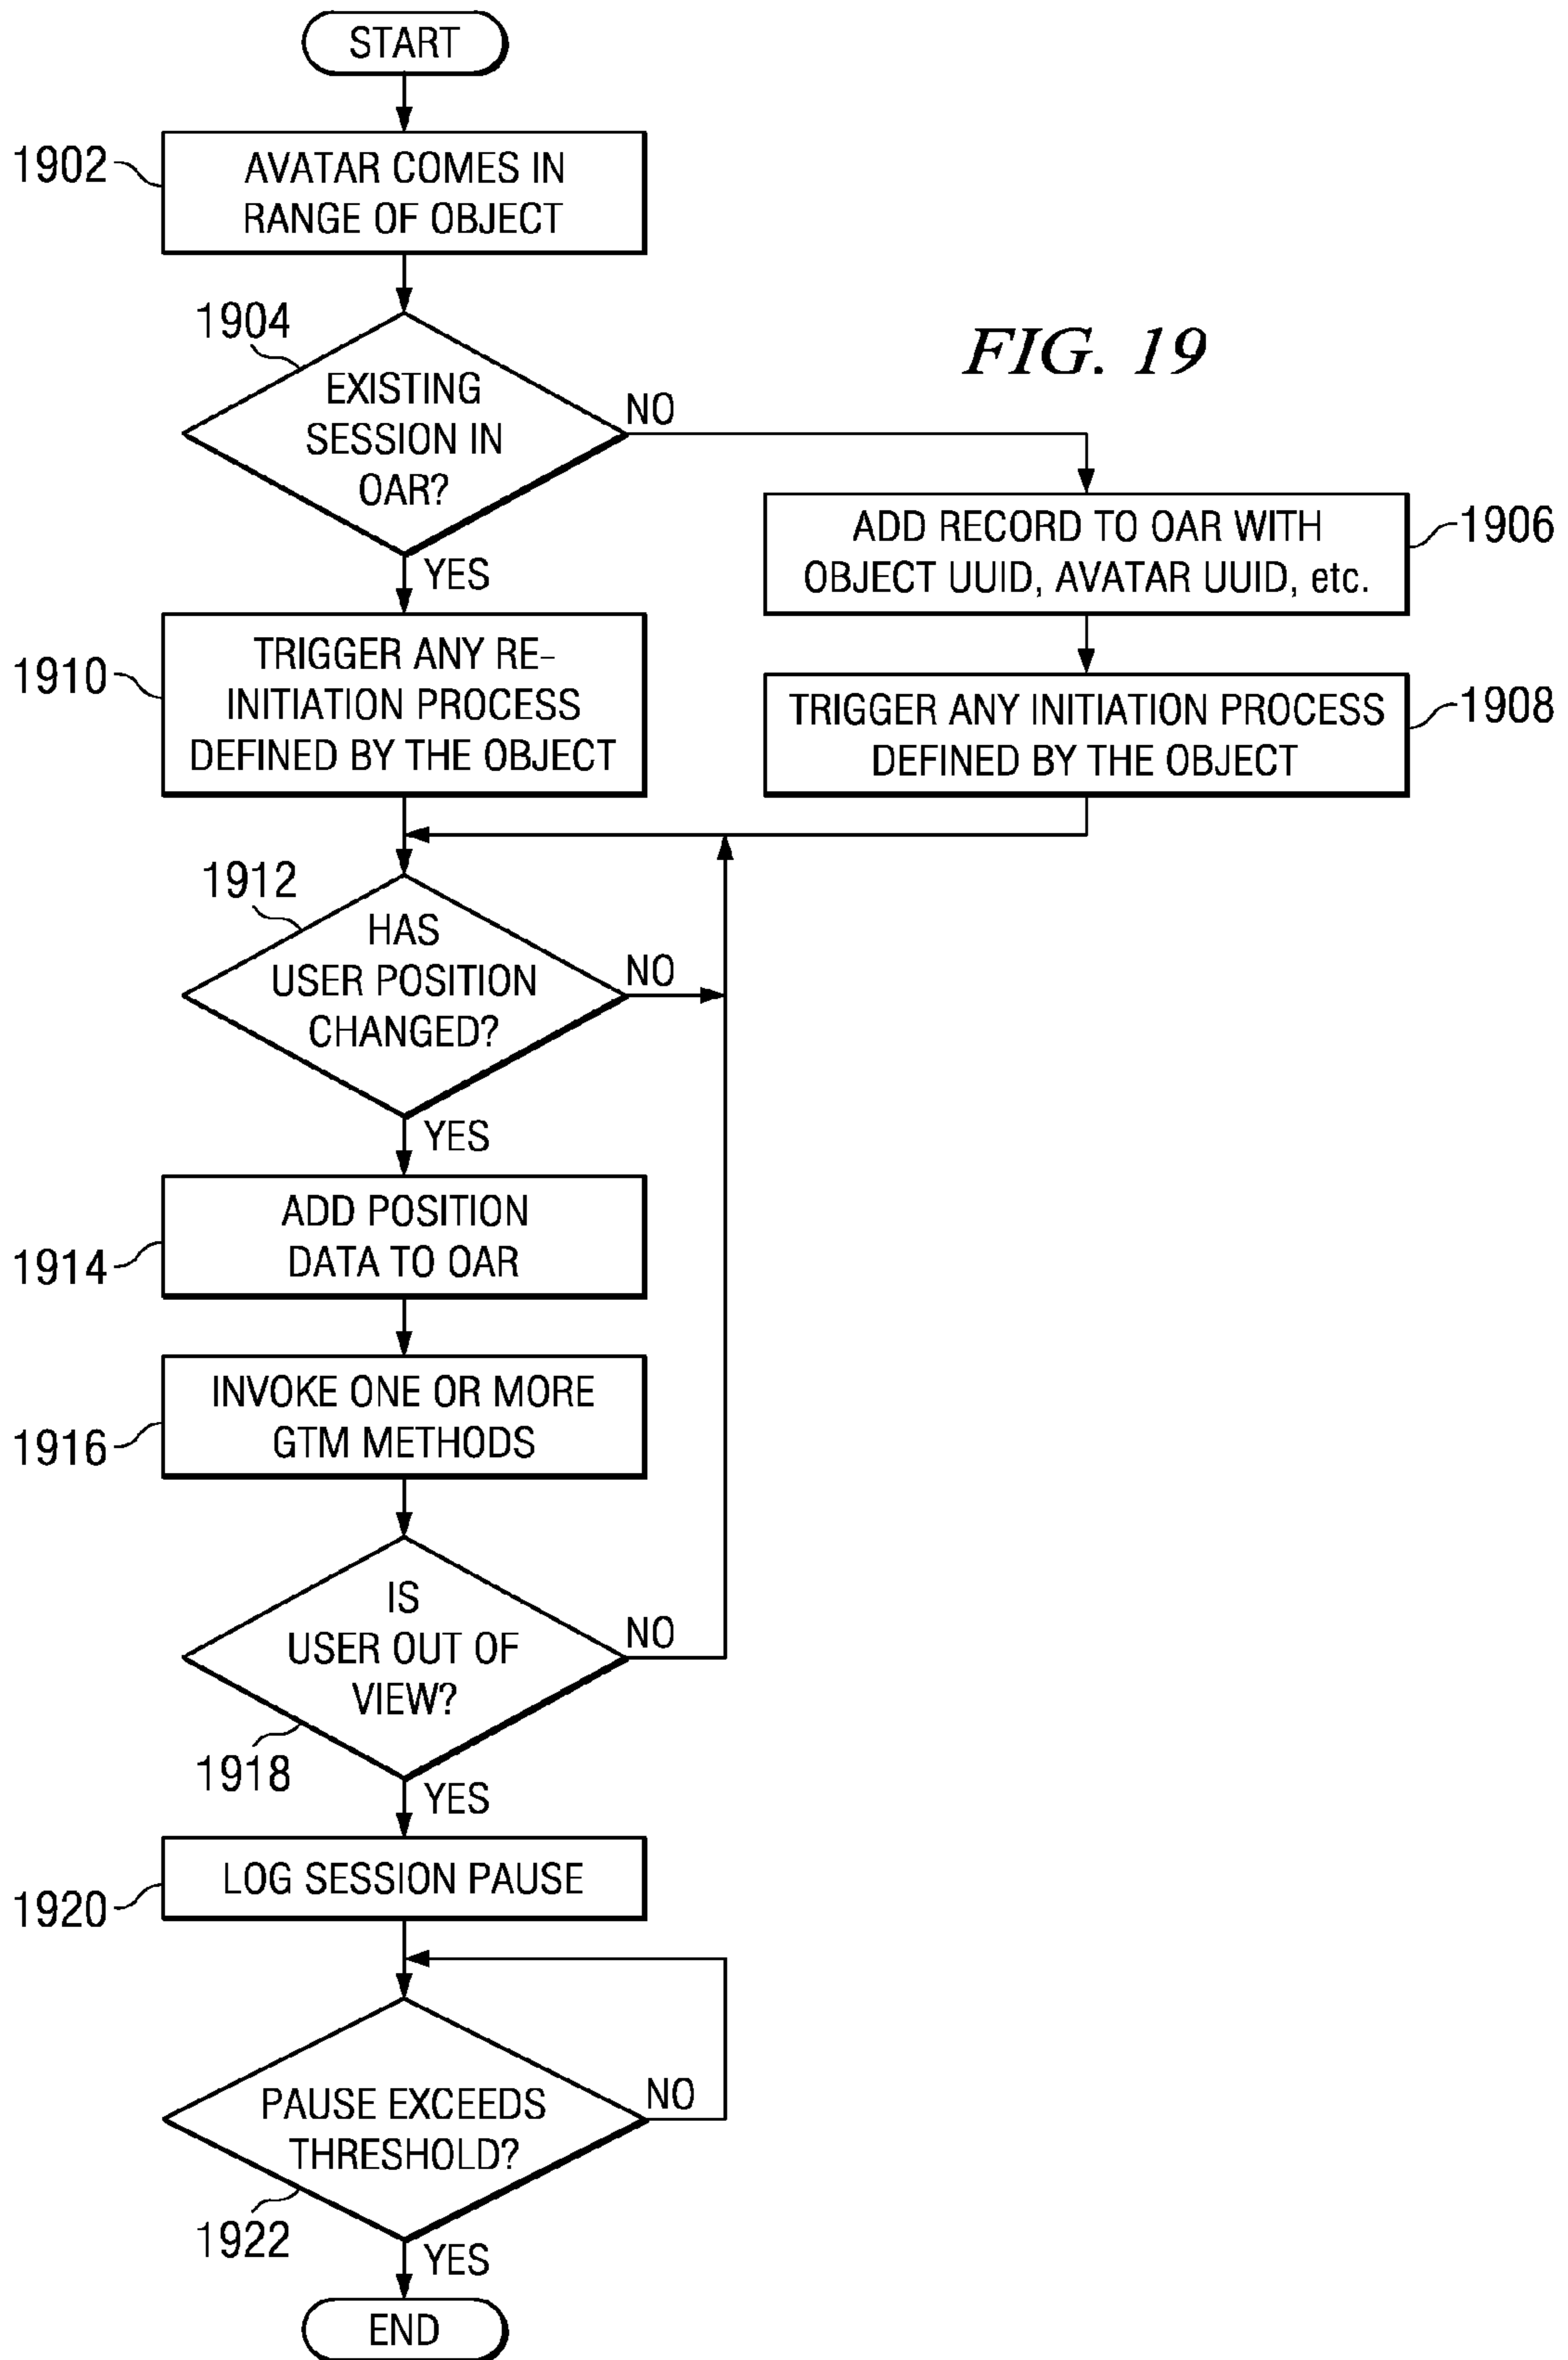 START
1902
AVATAR COMES IN
RANGE OF OBJECT
1904
EXISTING
SESSION IN
OAR?
NO
FIG. 19
YES
ADD RECORD TO OAR WITH
OBJECT UUID, AVATAR UUID, etc.
1906
1910
TRIGGER ANY RE-
INITIATION PROCESS
DEFINED BY THE OBJECT
TRIGGER ANY INITIATION PROCESS
DEFINED BY THE OBJECT
1908
1912
HAS
USER POSITION
CHANGED?
NO
YES
1914
ADD POSITION
DATA TO OAR
1916
INVOKE ONE OR MORE
GTM METHODS
IS
USER OUT OF
VIEW?
NO
1918
YES
1920
LOG SESSION PAUSE
PAUSE EXCEEDS
THRESHOLD?
NO
1922
YES
END